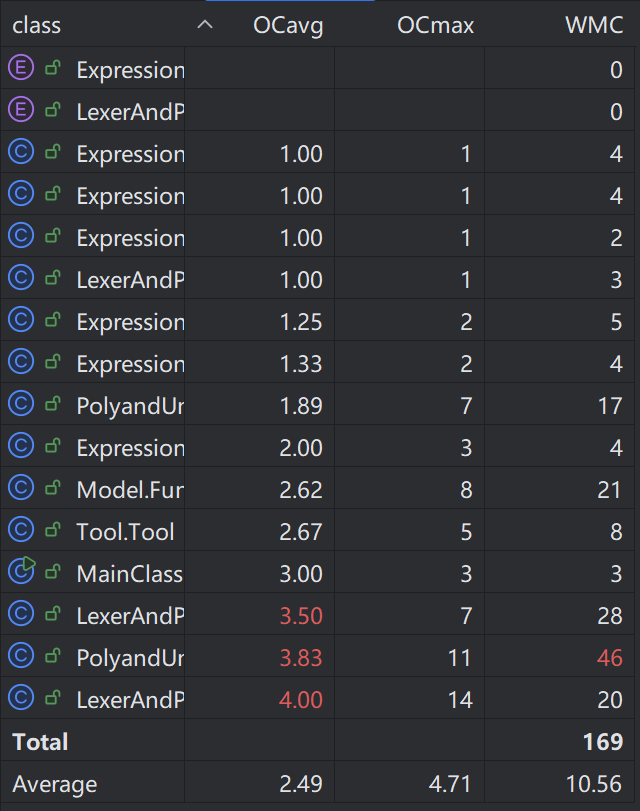 class OCavg OCmax WMC
E Expression 0
E LexerAndP 0
C Expression 1.00 1 4
C Expression 1.00 1 4
C Expression 1.00 1 2
C LexerAndP 1.00 1 3
C Expression 1.25 2 5
C Expression 1.33 2 4
C PolyandUn 1.89 7 17
C Expression 2.00 3 4
C Model.Fun 2.62 8 21
C Tool.Tool 2.67 5 8
C MainClass 3.00 3 3
C LexerAndP 3.50 7 28
C PolyandUn 3.83 11 46
C LexerAndP 4.00 14 20
Total 169
Average 2.49 4.71 10.56